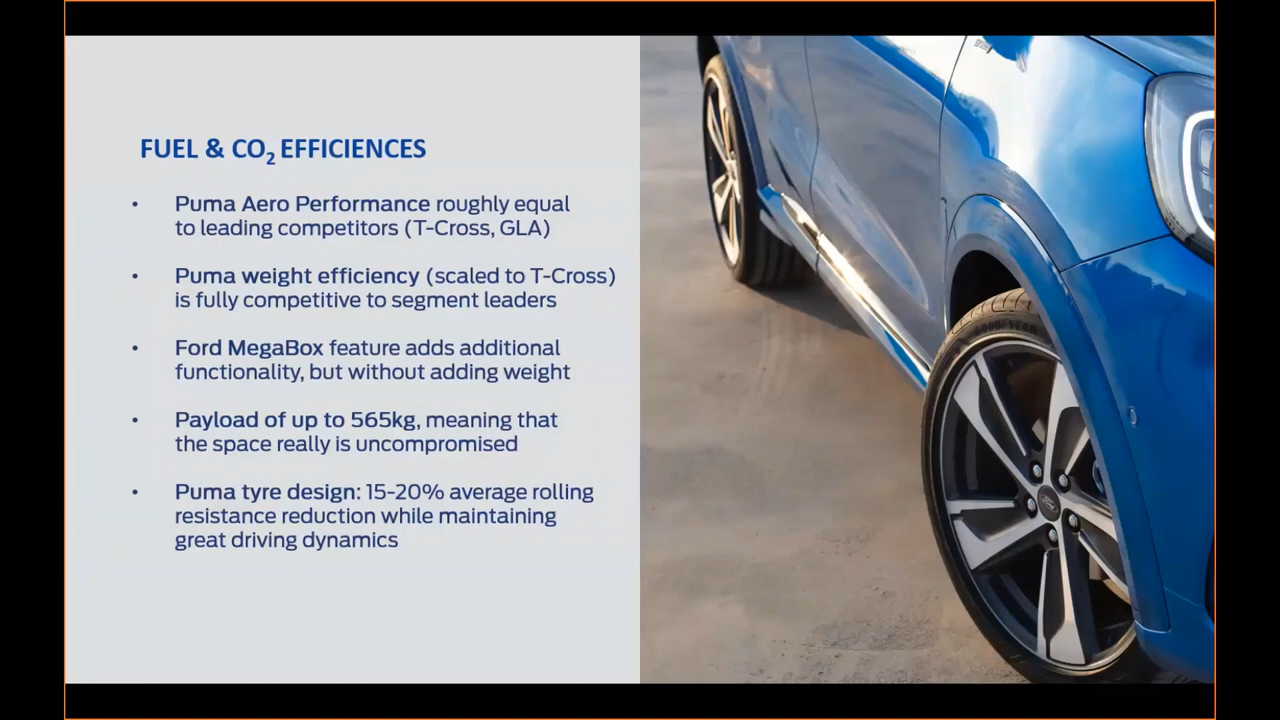 FUEL & CO₂ EFFICIENCES
• Puma Aero Performance roughly equal
to leading competitors (T-Cross, GLA)
• Puma weight efficiency (scaled to T-Cross)
is fully competitive to segment leaders
• Ford MegaBox feature adds additional
functionality, but without adding weight
• Payload of up to 565kg, meaning that
the space really is uncompromised
• Puma tyre design: 15-20% average rolling
resistance reduction while maintaining
great driving dynamics
GOODYEAR
Ford